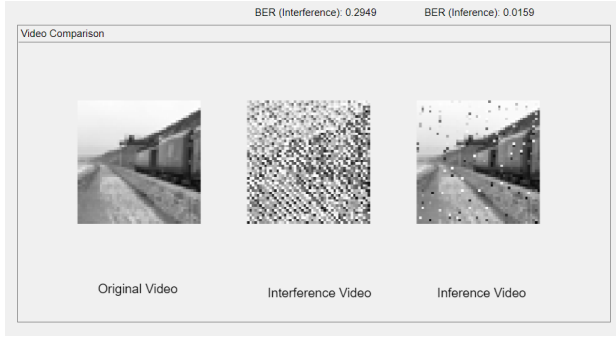 BER (Interference): 0.2949 BER (Inference): 0.0159
Video Comparison
Original Video
Interference Video
Inference Video